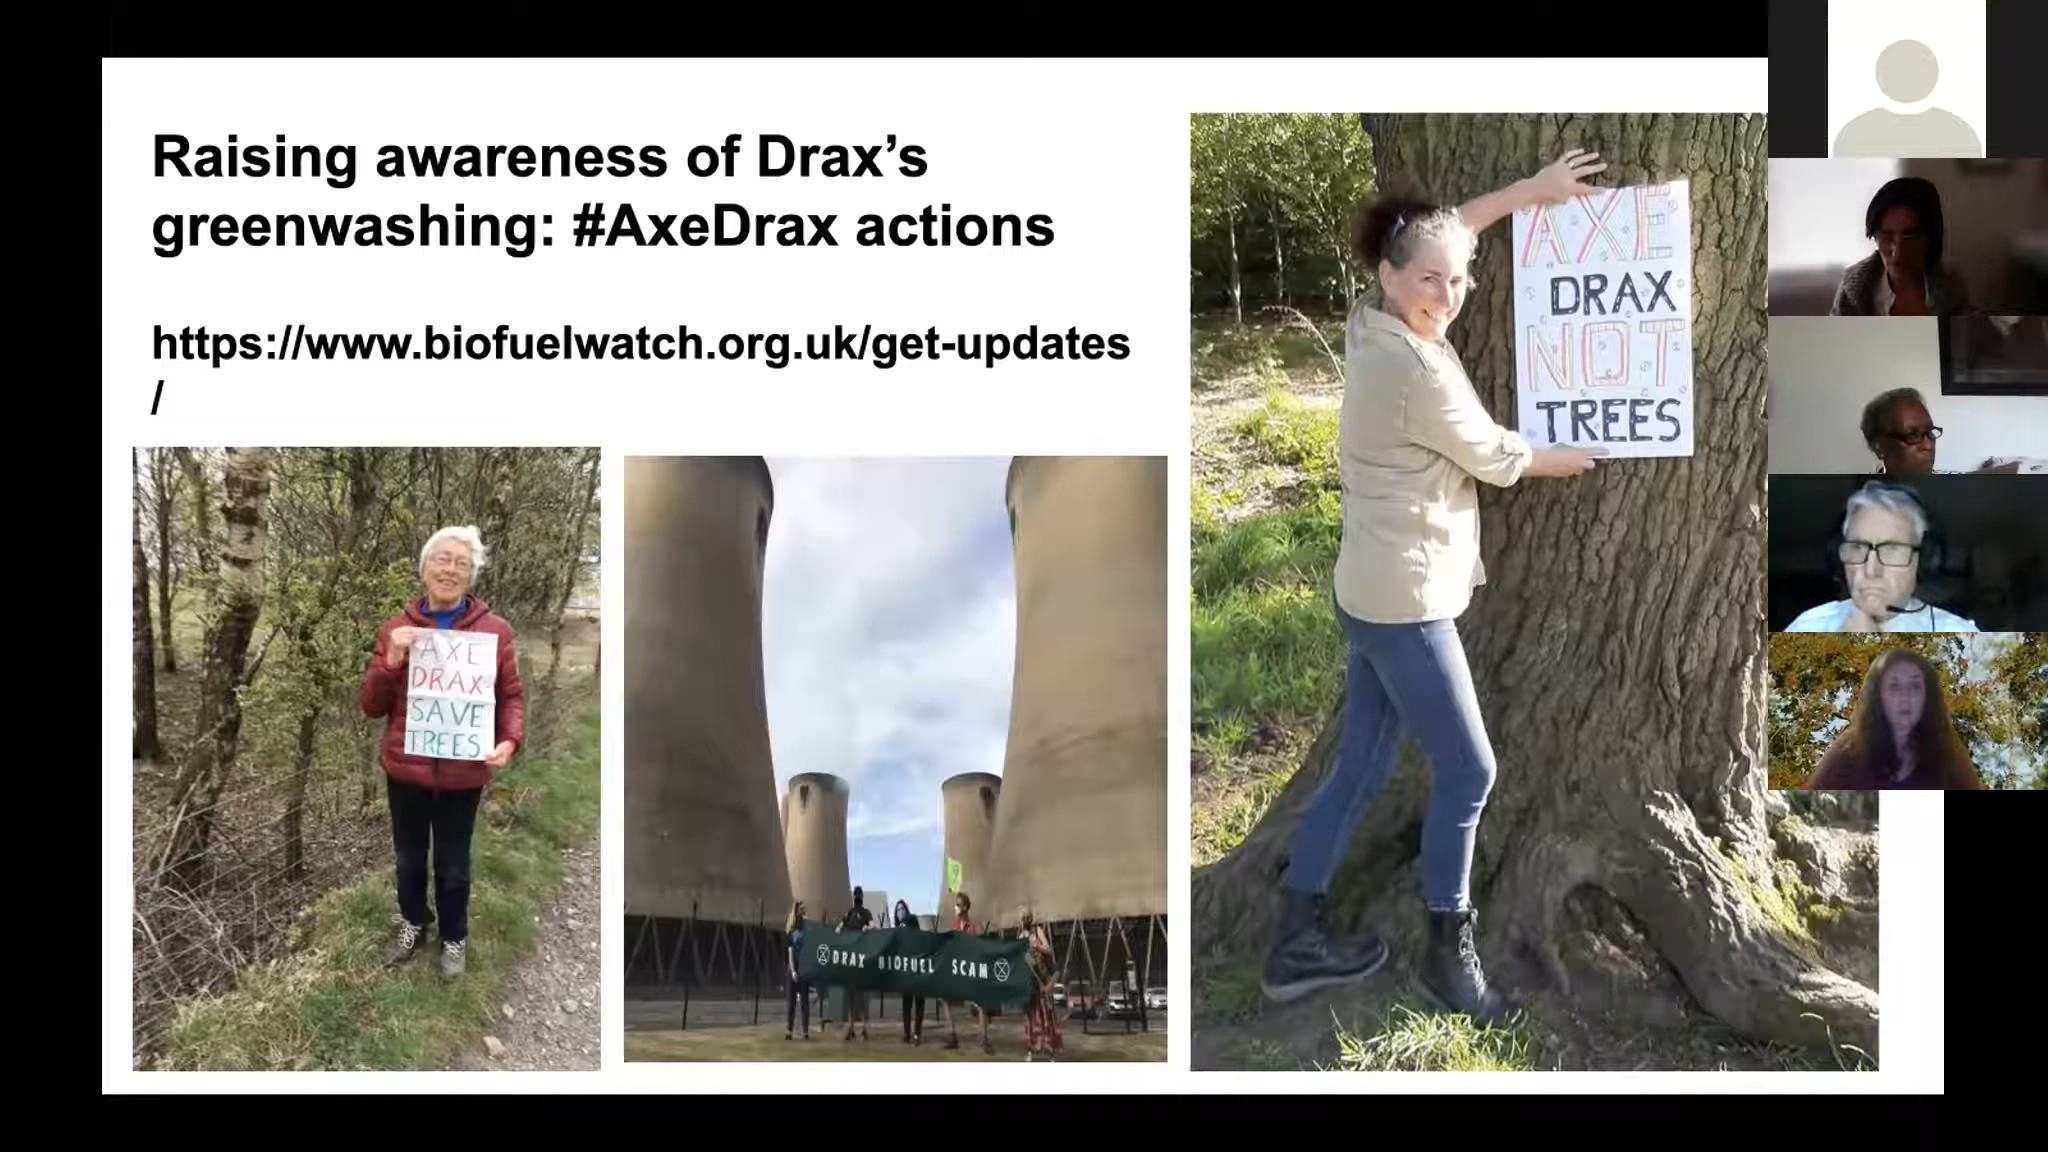 Raising awareness of Drax's
greenwashing: #AxeDrax actions
https://www.biofuelwatch.org.uk/get-updates
/
AXE
DRAX-
SAVE
TREES
DRAX BIOFUEL SCAM
AXE
DRAX
NOT
TREES